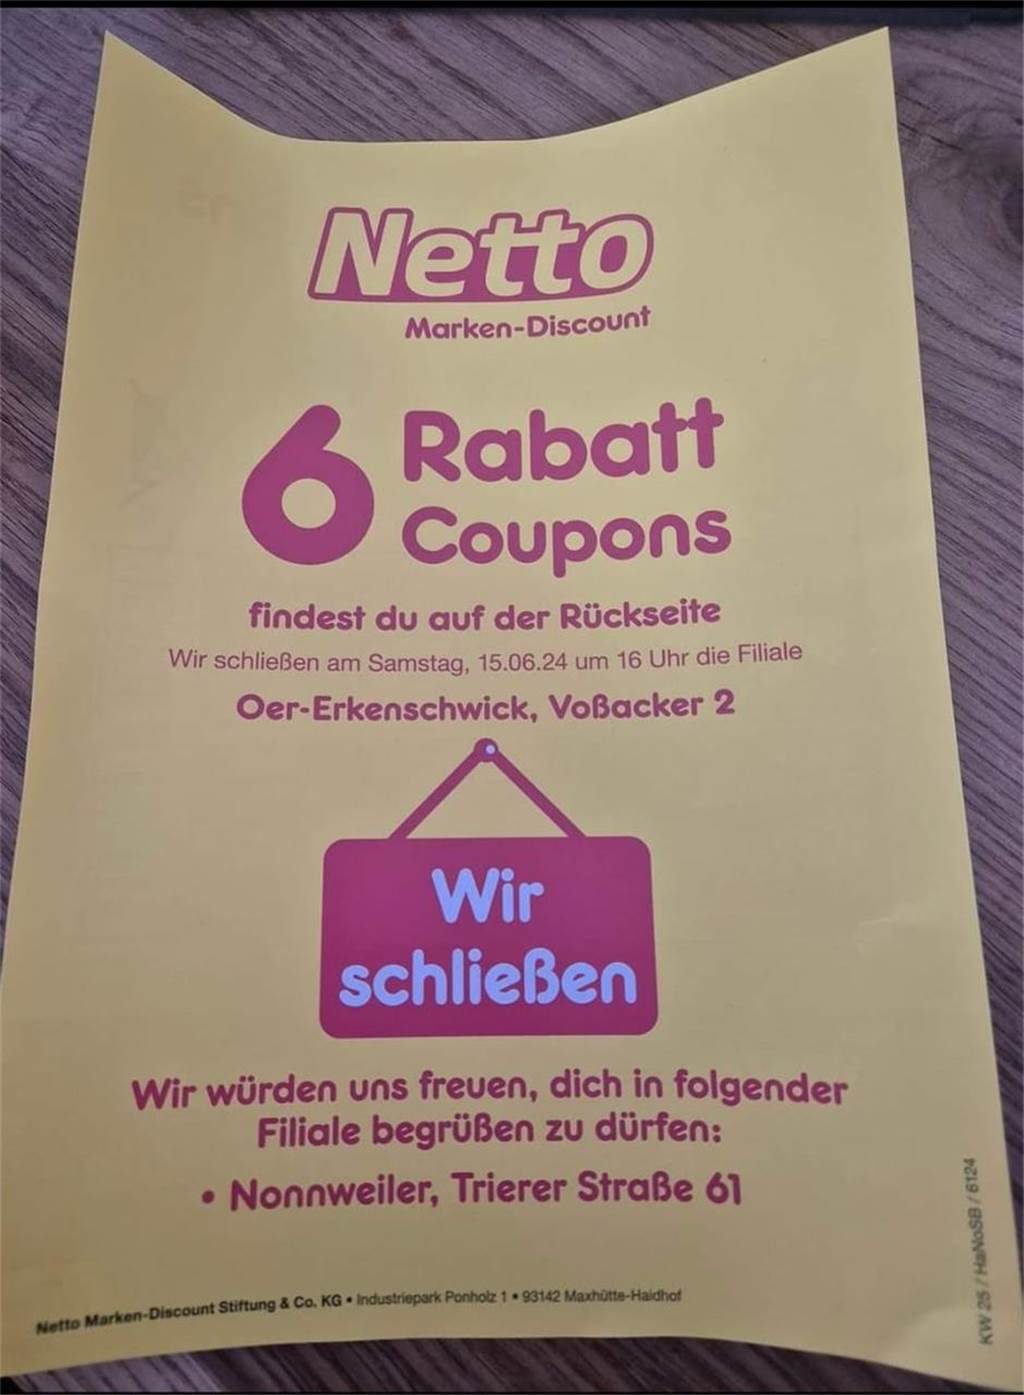 Netto
Marken-Discount
6 Rabatt
Coupons
findest du auf der Rückseite
Wir schließen am Samstag, 15.06.24 um 16 Uhr die Filiale
Oer-Erkenschwick, Voßacker 2
Wir
schließen
Wir würden uns freuen, dich in folgender
Filiale begrüßen zu dürfen:
• Nonnweiler, Trierer Straße 61
Netto Marken-Discount Stiftung & Co. KG • Industriepark Ponholz 1 • 93142 Maxhütte-Haidhof
KW 25 / HaNoSB / 6124